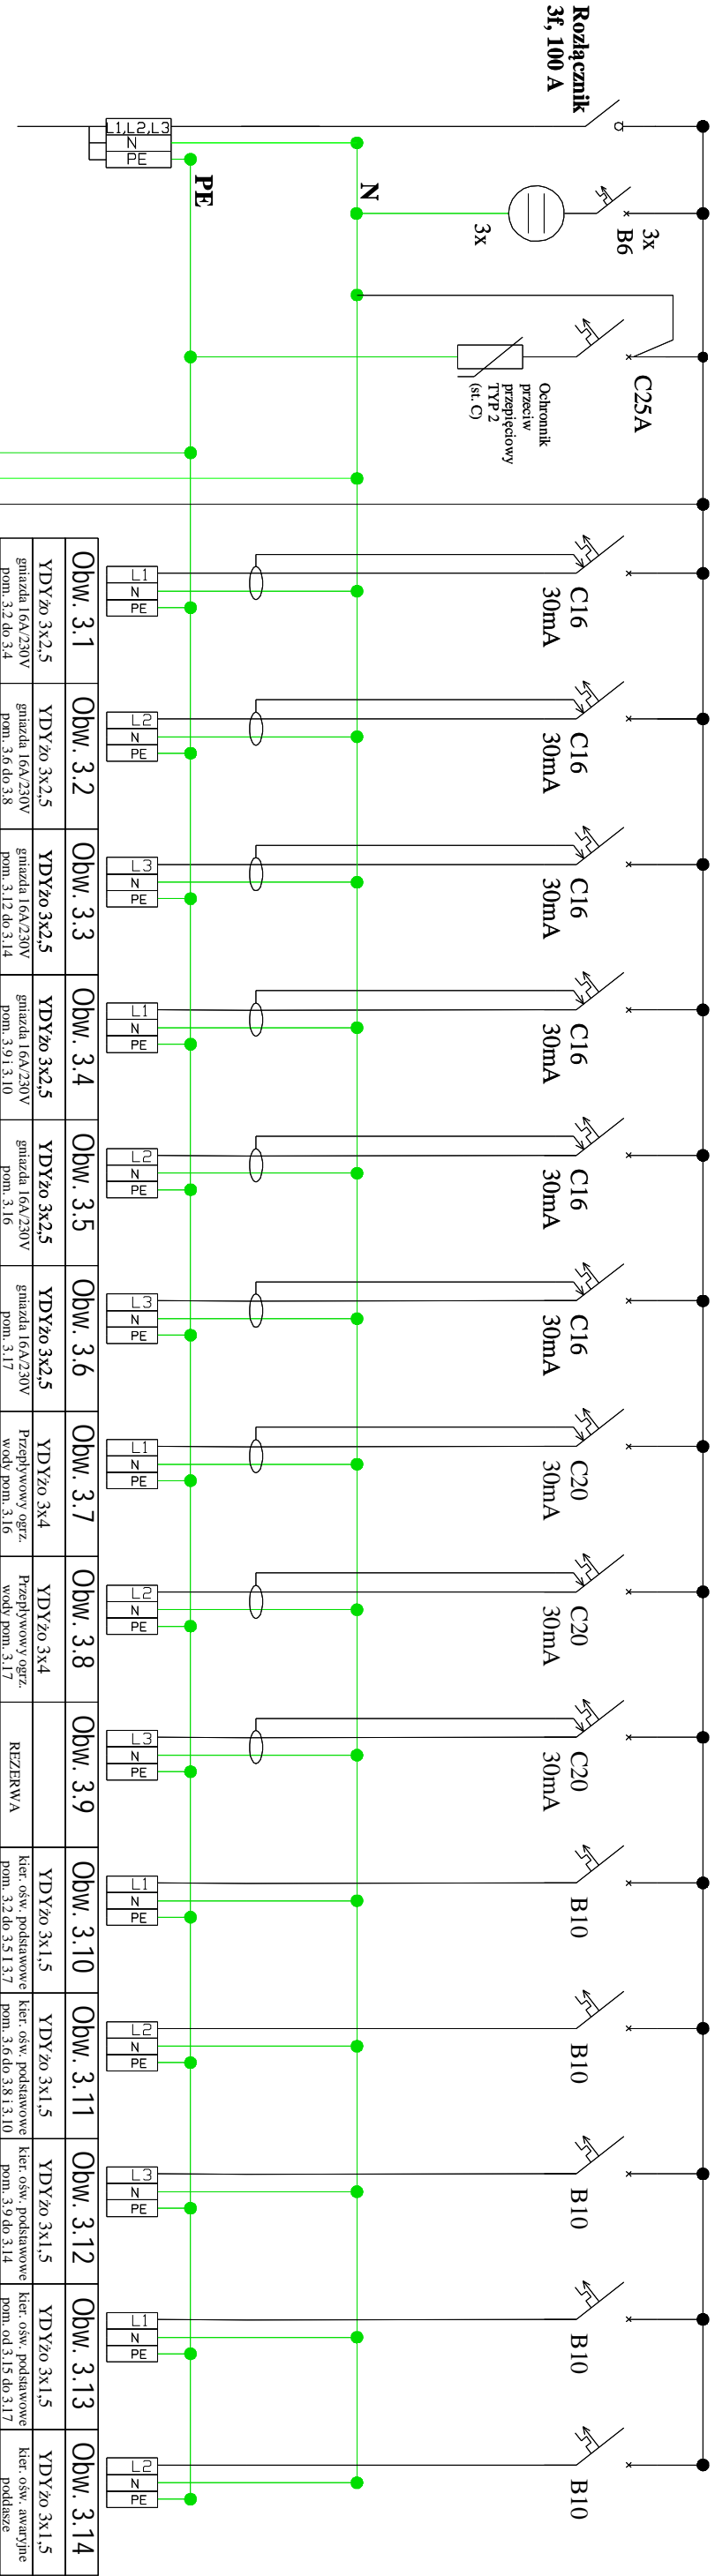 Rozłącznik
3f, 100 A
L1,L2,L3
N
PE
PE
N
3x
B6
3x
C25A
Ochronnik
przeciw
przepięciowy
TYP 2
(st. C)
C16
30mA
L1
N
PE
Obw. 3.1
YDYżo 3x2,5
gniazda 16A/230V
pom. 3.2 do 3.4
C16
30mA
L2
N
PE
Obw. 3.2
YDYżo 3x2,5
gniazda 16A/230V
pom. 3.6 do 3.8
C16
30mA
L3
N
PE
Obw. 3.3
YDYżo 3x2,5
gniazda 16A/230V
pom. 3.12 do 3.14
C16
30mA
L1
N
PE
Obw. 3.4
YDYżo 3x2,5
gniazda 16A/230V
pom. 3.9 i 3.10
C16
30mA
L2
N
PE
Obw. 3.5
YDYżo 3x2,5
gniazda 16A/230V
pom. 3.16
C16
30mA
L3
N
PE
Obw. 3.6
YDYżo 3x2,5
gniazda 16A/230V
pom. 3.17
C20
30mA
L1
N
PE
Obw. 3.7
YDYżo 3x4
Przepływowy ogrz.
wody pom. 3.16
C20
30mA
L2
N
PE
Obw. 3.8
YDYżo 3x4
Przepływowy ogrz.
wody pom. 3.17
C20
30mA
L3
N
PE
Obw. 3.9
REZERWA
B10
L1
N
PE
Obw. 3.10
YDYżo 3x1,5
kier. ośw. podstawowe
pom. 3.2 do 3.5 I 3.7
B10
L2
N
PE
Obw. 3.11
YDYżo 3x1,5
kier. ośw. podstawowe
pom. 3.6 do 3.8 i 3.10
B10
L3
N
PE
Obw. 3.12
YDYżo 3x1,5
kier. ośw. podstawowe
pom. 3.9 do 3.14
B10
L1
N
PE
Obw. 3.13
YDYżo 3x1,5
kier. ośw. podstawowe
pom. od 3.15 do 3.17
B10
L2
N
PE
Obw. 3.14
YDYżo 3x1,5
kier. ośw. awaryjne
poddasze